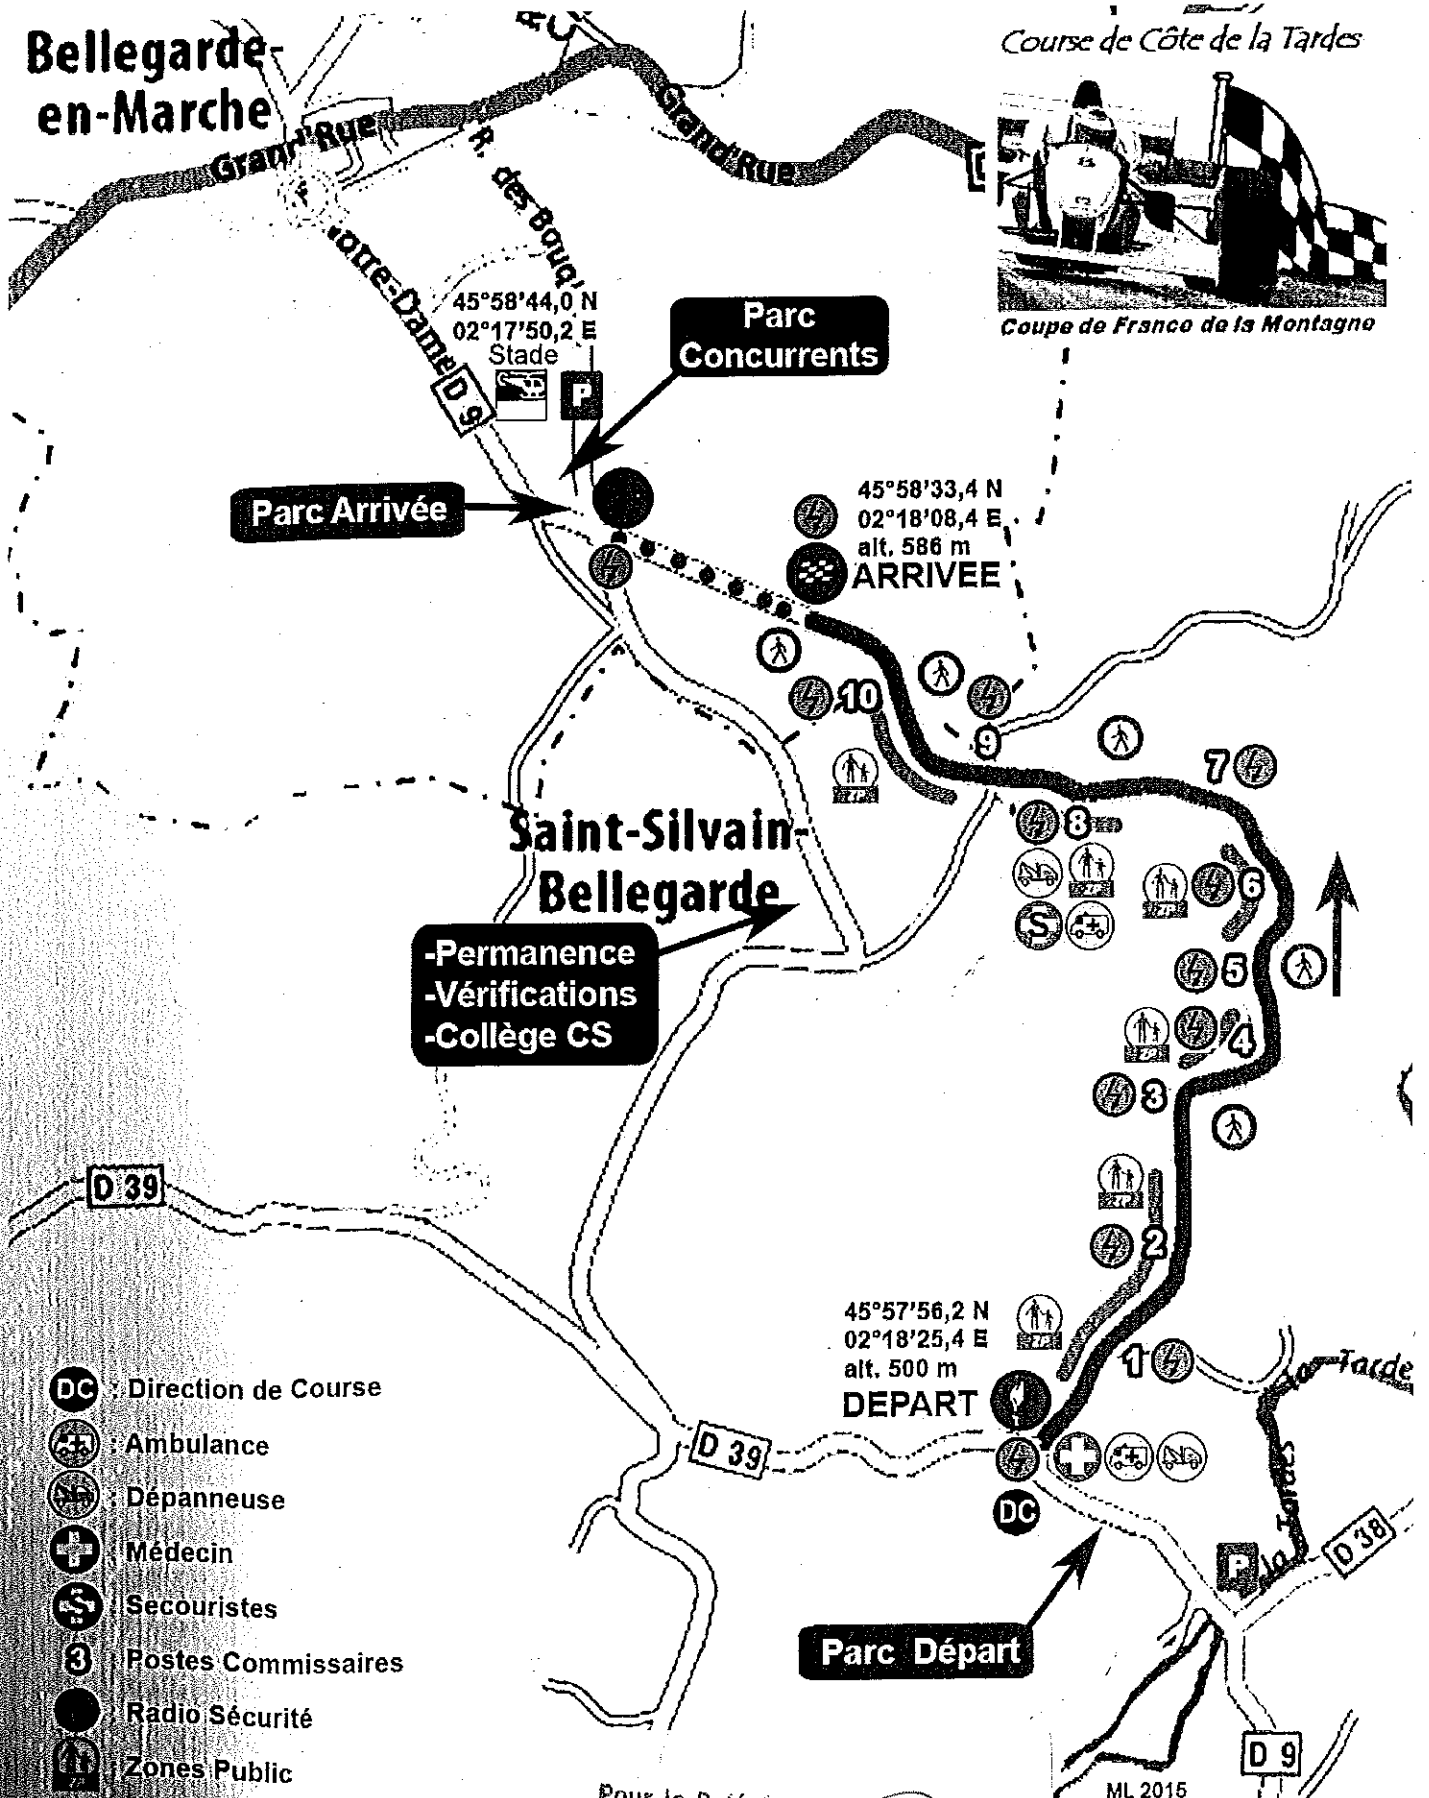 Bellegarde-
en-Marche
Course de Côte de la Tardes
Coupe de France de la Montagne
Grand'Rue
Grand'Rue
R. des Bouq'
Notre-Dame
D 9
45°58'44,0 N
02°17'50,2 E
Stade
P
Parc
Concurrents
Parc Arrivée
45°58'33,4 N
02°18'08,4 E
alt. 586 m
ARRIVEE
10
9
7
8
6
5
4
3
2
1
S
Saint-Silvain-
Bellegarde
-Permanence
-Vérifications
-Collège CS
D 39
45°57'56,2 N
02°18'25,4 E
alt. 500 m
DEPART
D 39
DC
la Tarde
la Tardes
P
D 38
Parc Départ
D 9
DC : Direction de Course
: Ambulance
: Dépanneuse
: Médecin
S : Secouristes
3 : Postes Commissaires
: Radio Sécurité
: Zones Public
ML 2015